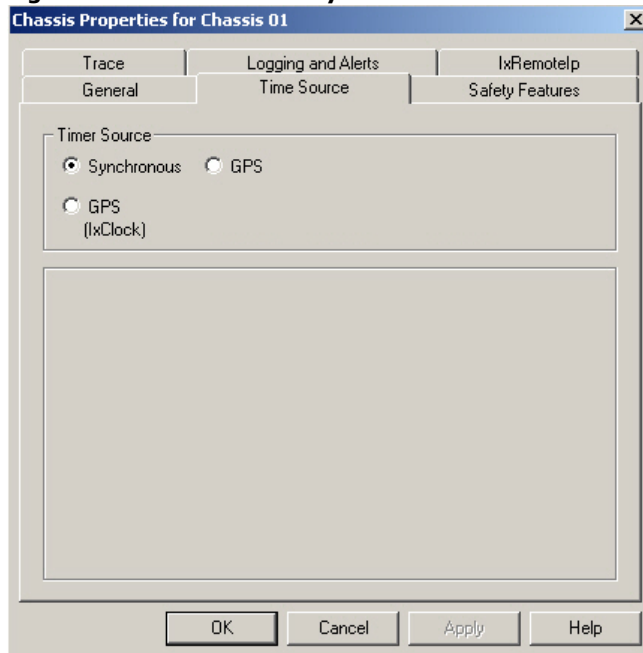 Chassis Properties for Chassis 01
Trace Logging and Alerts IxRemoteIp
General Time Source Safety Features
Timer Source
Synchronous GPS
GPS
(IxClock)
OK Cancel Apply Help